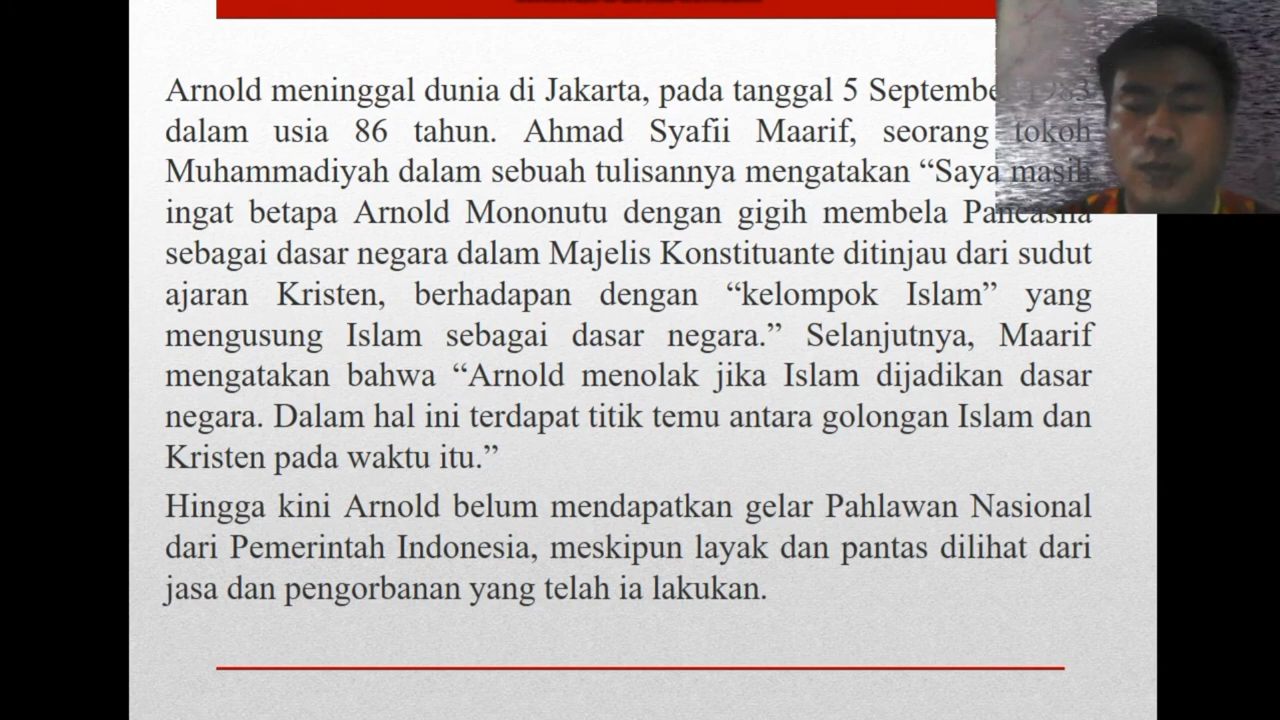 Arnold meninggal dunia di Jakarta, pada tanggal 5 September 1983
dalam usia 86 tahun. Ahmad Syafii Maarif, seorang tokoh
Muhammadiyah dalam sebuah tulisannya mengatakan “Saya masih
ingat betapa Arnold Mononutu dengan gigih membela Pancasila
sebagai dasar negara dalam Majelis Konstituante ditinjau dari sudut
ajaran Kristen, berhadapan dengan “kelompok Islam” yang
mengusung Islam sebagai dasar negara.” Selanjutnya, Maarif
mengatakan bahwa “Arnold menolak jika Islam dijadikan dasar
negara. Dalam hal ini terdapat titik temu antara golongan Islam dan
Kristen pada waktu itu.”
Hingga kini Arnold belum mendapatkan gelar Pahlawan Nasional
dari Pemerintah Indonesia, meskipun layak dan pantas dilihat dari
jasa dan pengorbanan yang telah ia lakukan.